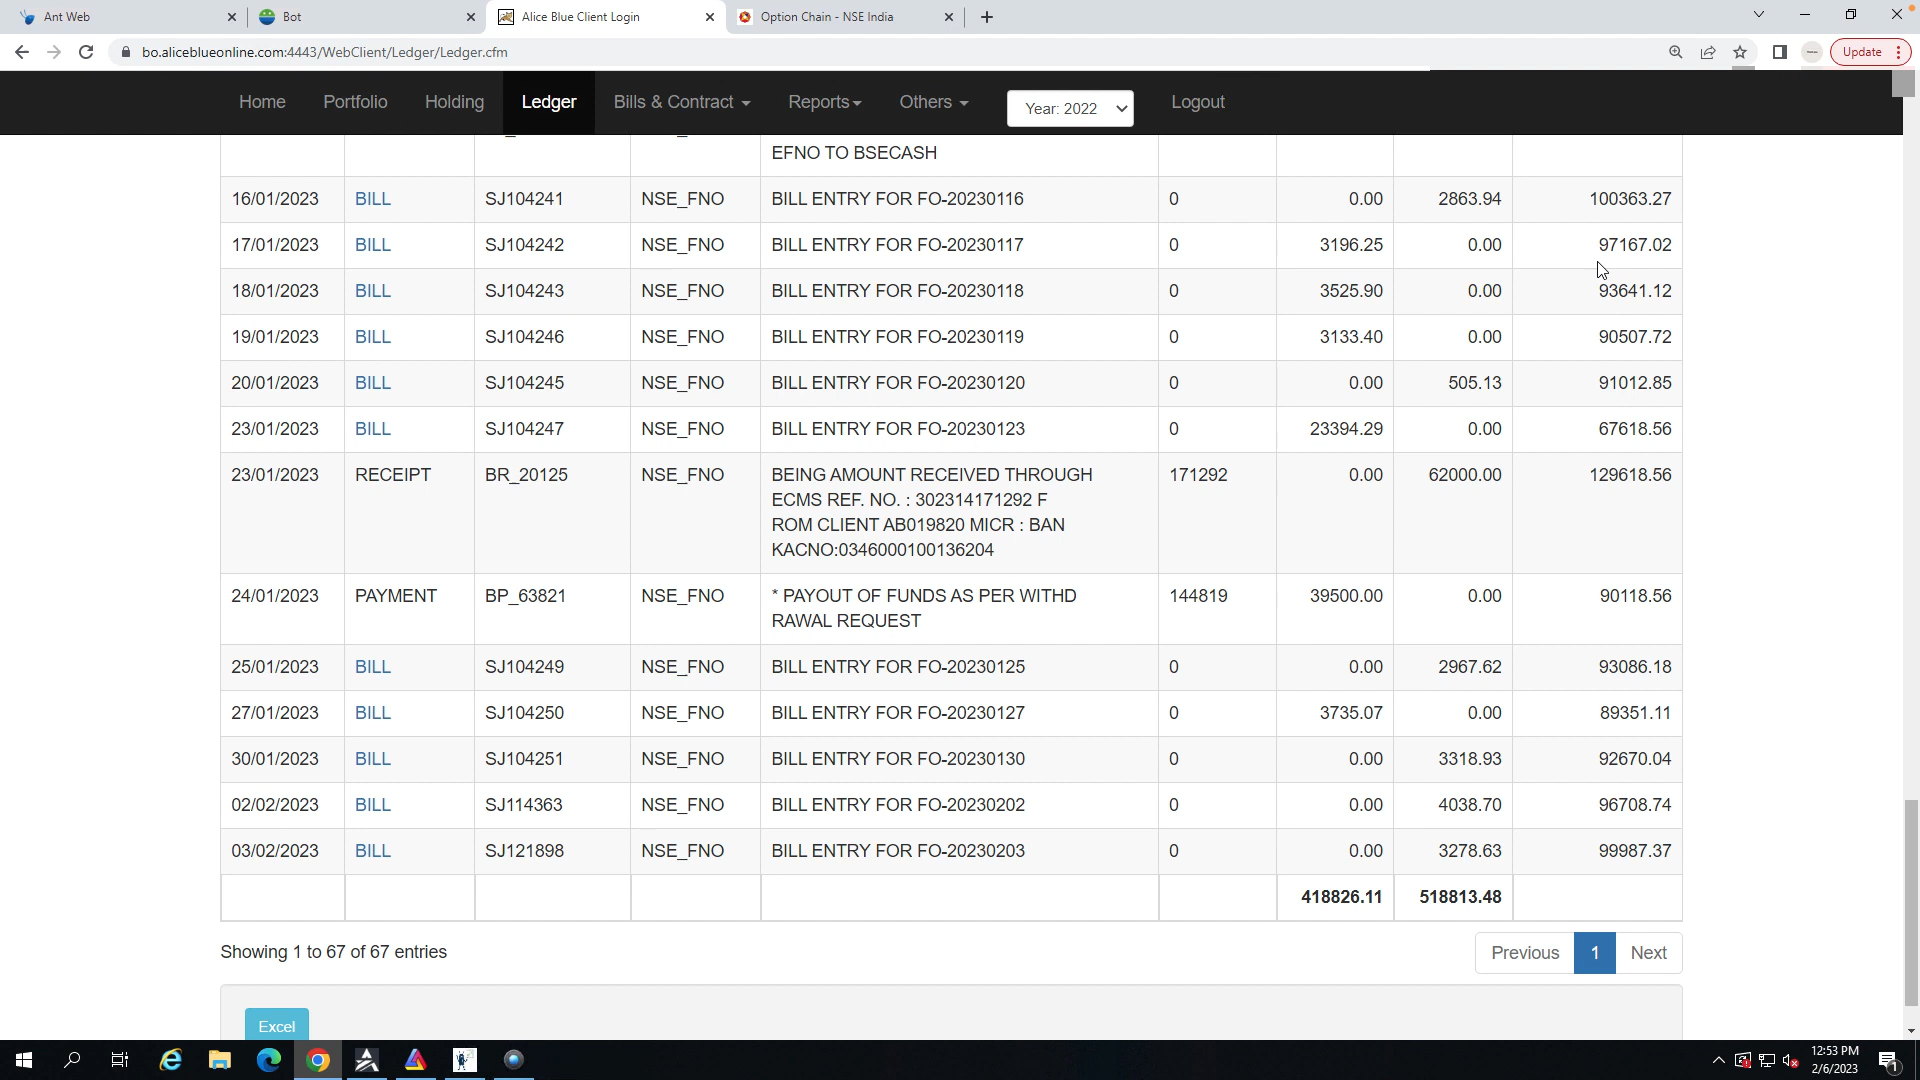 Ant Web
Bot
Alice Blue Client Login
Option Chain - NSE India
bo.aliceblueonline.com:4443/WebClient/Ledger/Ledger.cfm
Update
Home Portfolio Holding Ledger Bills & Contract Reports Others Year: 2022 Logout
EFNO TO BSECASH
16/01/2023 BILL SJ104241 NSE_FNO BILL ENTRY FOR FO-20230116 0 0.00 2863.94 100363.27
17/01/2023 BILL SJ104242 NSE_FNO BILL ENTRY FOR FO-20230117 0 3196.25 0.00 97167.02
18/01/2023 BILL SJ104243 NSE_FNO BILL ENTRY FOR FO-20230118 0 3525.90 0.00 93641.12
19/01/2023 BILL SJ104246 NSE_FNO BILL ENTRY FOR FO-20230119 0 3133.40 0.00 90507.72
20/01/2023 BILL SJ104245 NSE_FNO BILL ENTRY FOR FO-20230120 0 0.00 505.13 91012.85
23/01/2023 BILL SJ104247 NSE_FNO BILL ENTRY FOR FO-20230123 0 23394.29 0.00 67618.56
23/01/2023 RECEIPT BR_20125 NSE_FNO BEING AMOUNT RECEIVED THROUGH 171292 0.00 62000.00 129618.56
ECMS REF. NO. : 302314171292 F
ROM CLIENT AB019820 MICR : BAN
KACNO:0346000100136204
24/01/2023 PAYMENT BP_63821 NSE_FNO * PAYOUT OF FUNDS AS PER WITHD 144819 39500.00 0.00 90118.56
RAWAL REQUEST
25/01/2023 BILL SJ104249 NSE_FNO BILL ENTRY FOR FO-20230125 0 0.00 2967.62 93086.18
27/01/2023 BILL SJ104250 NSE_FNO BILL ENTRY FOR FO-20230127 0 3735.07 0.00 89351.11
30/01/2023 BILL SJ104251 NSE_FNO BILL ENTRY FOR FO-20230130 0 0.00 3318.93 92670.04
02/02/2023 BILL SJ114363 NSE_FNO BILL ENTRY FOR FO-20230202 0 0.00 4038.70 96708.74
03/02/2023 BILL SJ121898 NSE_FNO BILL ENTRY FOR FO-20230203 0 0.00 3278.63 99987.37
418826.11 518813.48
Showing 1 to 67 of 67 entries
Previous 1 Next
Excel
12:53 PM
2/6/2023
1